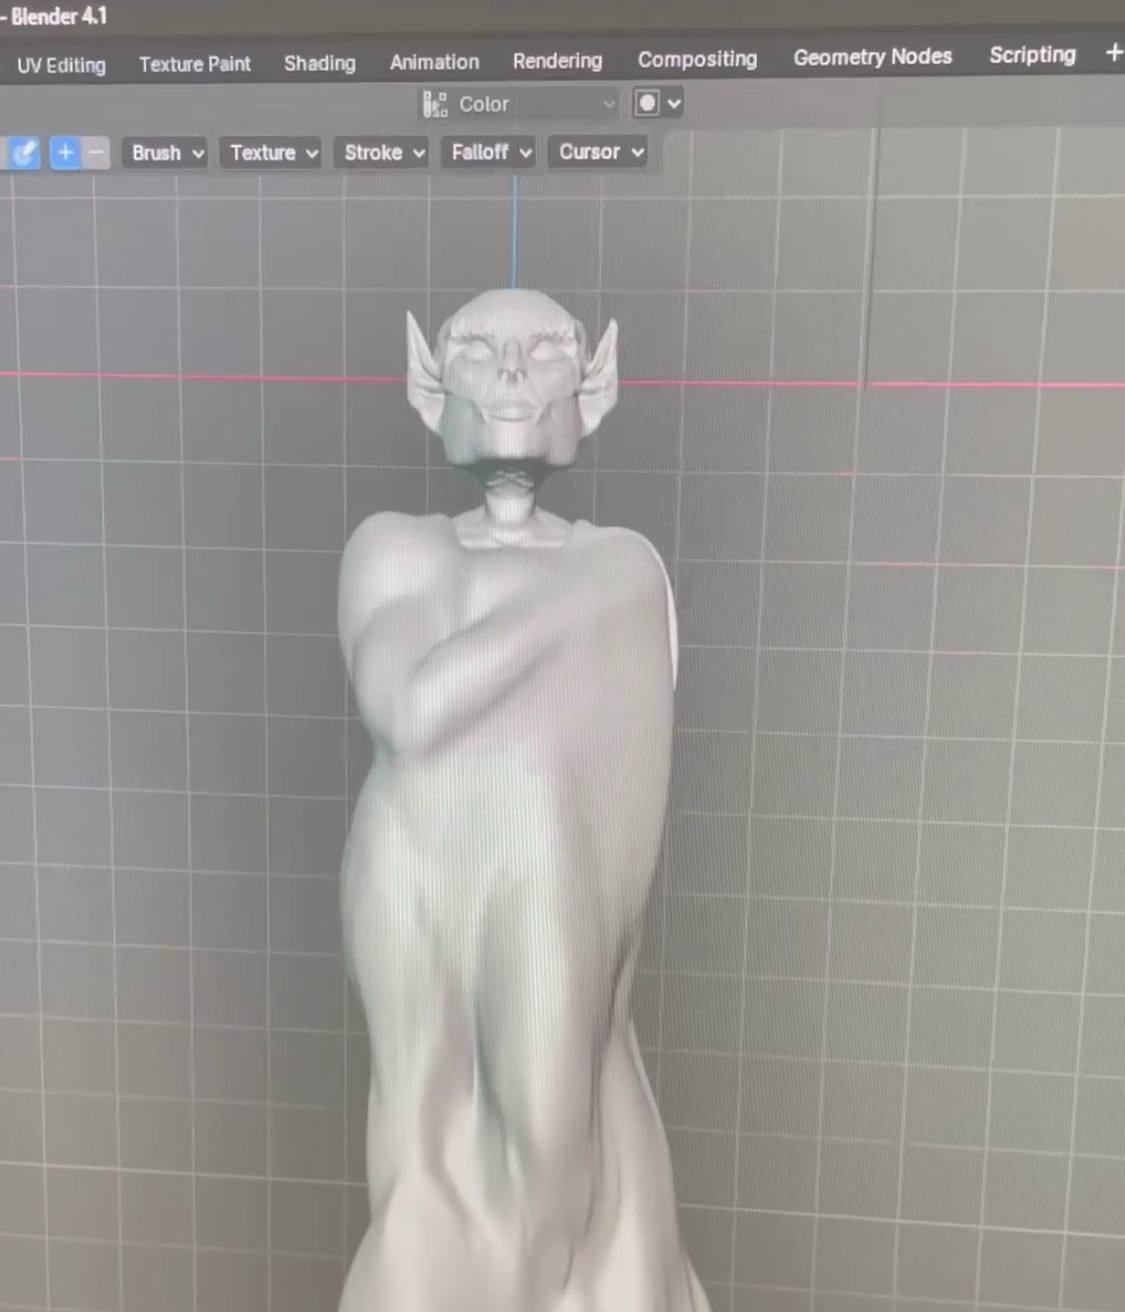 - Blender 4.1
UV Editing Texture Paint Shading Animation Rendering Compositing Geometry Nodes Scripting +
Color
+ − Brush Texture Stroke Falloff Cursor